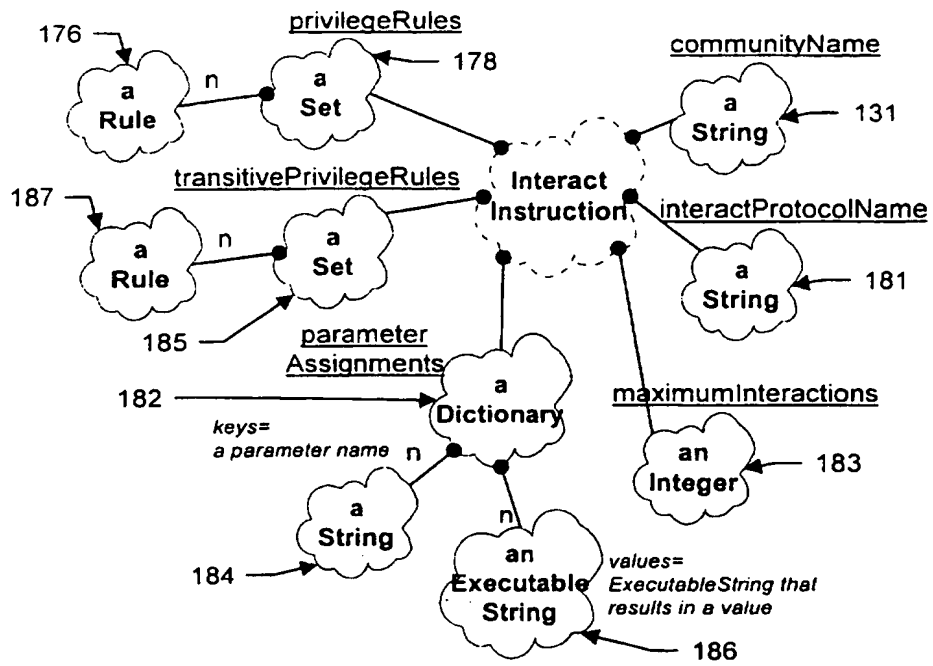 privilegeRules
176
178
communityName
n
a
Rule
a
Set
a
String
131
transitivePrivilegeRules
Interact
Instruction
interactProtocolName
187
n
a
Rule
a
Set
a
String
181
185
parameter
Assignments
a
Dictionary
182
maximumInteractions
keys=
a parameter name
n
an
Integer
183
a
String
n
184
an
Executable
String
values=
ExecutableString that
results in a value
186